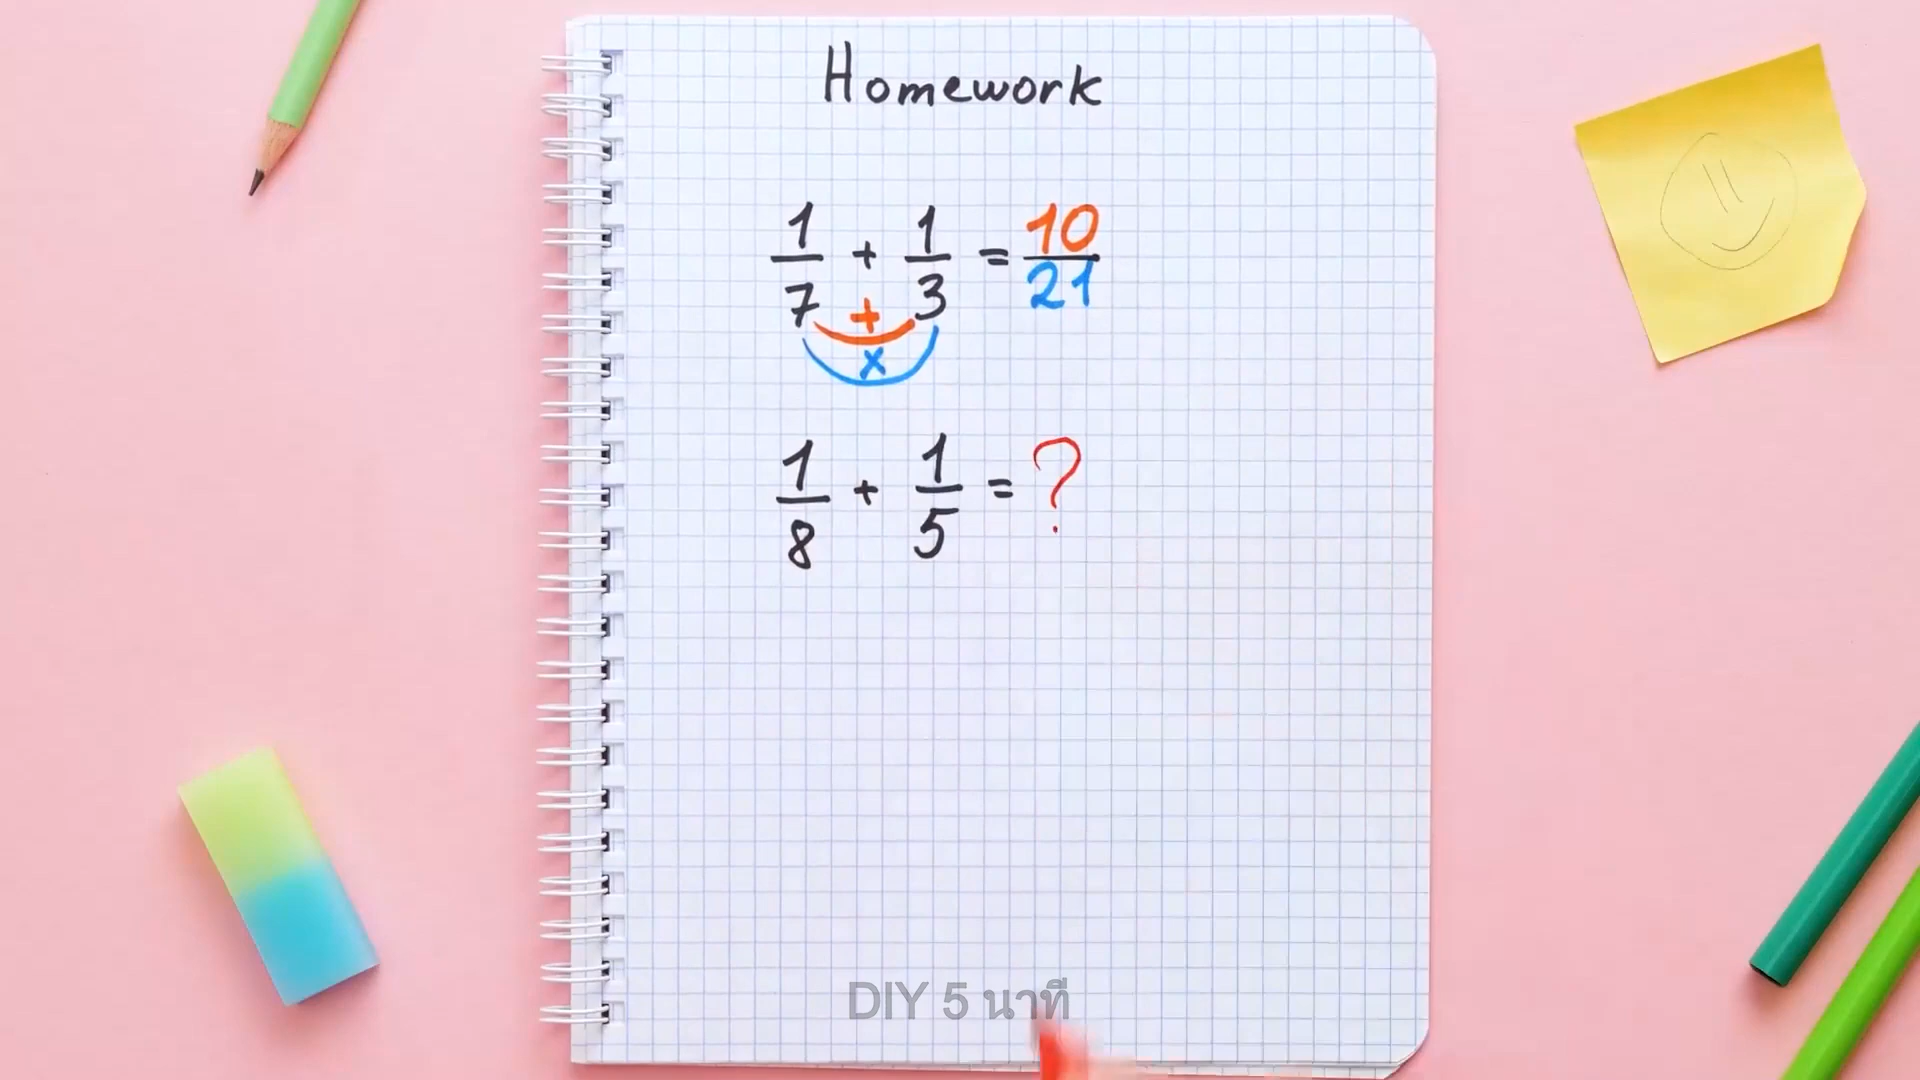 Homework
1/7 + 1/3 = 10/21
+
x
1/8 + 1/5 = ?
DIY 5 นาที